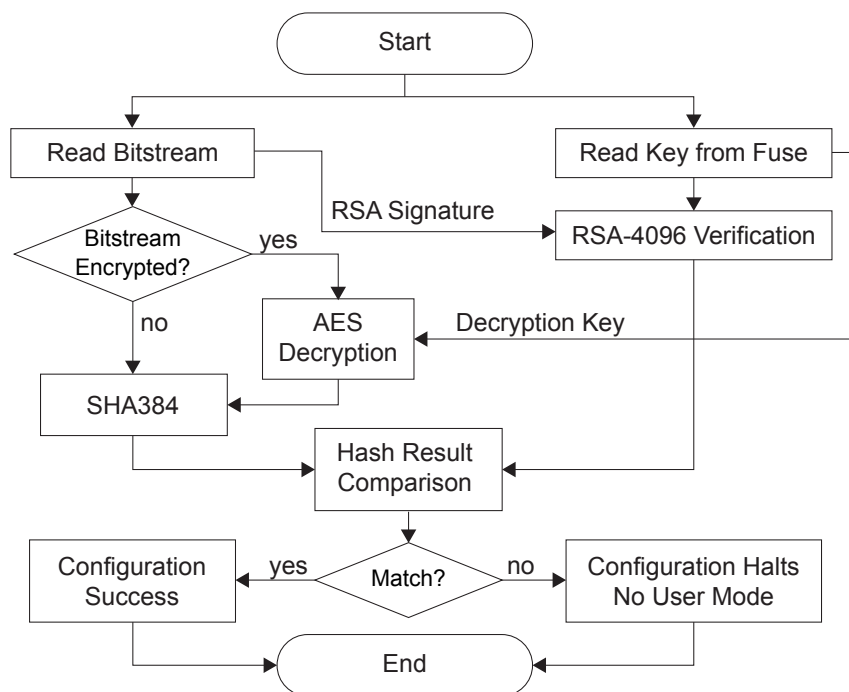 Start
Read Bitstream
Read Key from Fuse
RSA Signature
RSA-4096 Verification
Bitstream
Encrypted?
yes
no
AES
Decryption
Decryption Key
SHA384
Hash Result
Comparison
Configuration
Success
yes
Match?
no
Configuration Halts
No User Mode
End